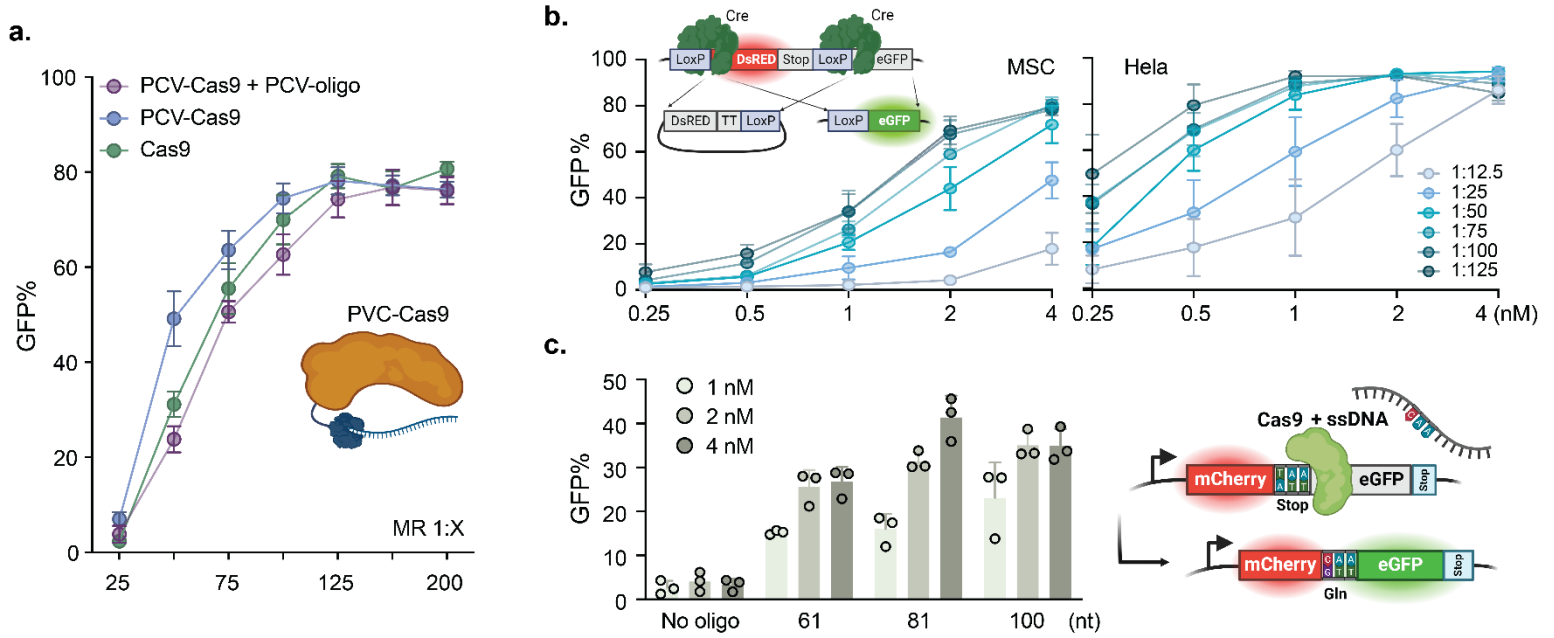 a.
100
80
60
40
20
0
GFP%
PCV-Cas9 + PCV-oligo
PCV-Cas9
Cas9
PVC-Cas9
MR 1:X
25 75 125 200
b.
Cre Cre
LoxP DsRED Stop LoxP eGFP
DsRED TT LoxP
LoxP eGFP
MSC
100
80
60
40
20
0
GFP%
0.25 0.5 1 2 4
Hela
1:12.5
1:25
1:50
1:75
1:100
1:125
0.25 0.5 1 2 4 (nM)
c.
50
40
30
20
10
0
GFP%
1 nM
2 nM
4 nM
No oligo 61 81 100 (nt)
Cas9 + ssDNA
C A A
mCherry T A A eGFP Stop
A T T
Stop
mCherry C A A eGFP Stop
G T T
Gln